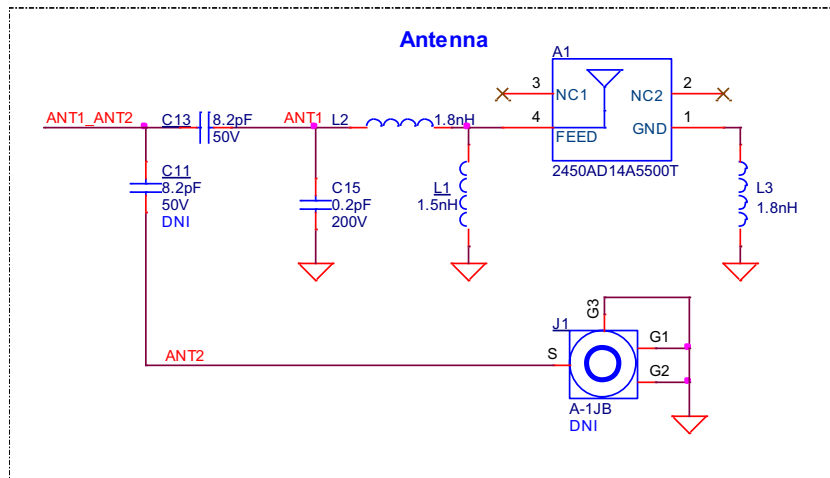 Antenna
A1
3
NC1
2
NC2
ANT1_ANT2
C13
8.2pF
50V
ANT1
L2
1.8nH
4
FEED
1
GND
2450AD14A5500T
C11
8.2pF
50V
DNI
C15
0.2pF
200V
L1
1.5nH
L3
1.8nH
G3
J1
G1
S
G2
ANT2
A-1JB
DNI